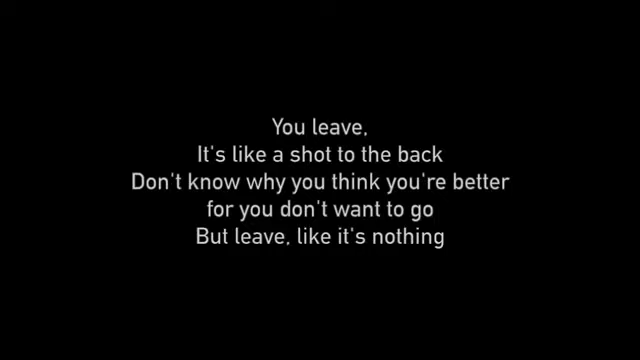 You leave,
It's like a shot to the back
Don't know why you think you're better
for you don't want to go
But leave, like it's nothing